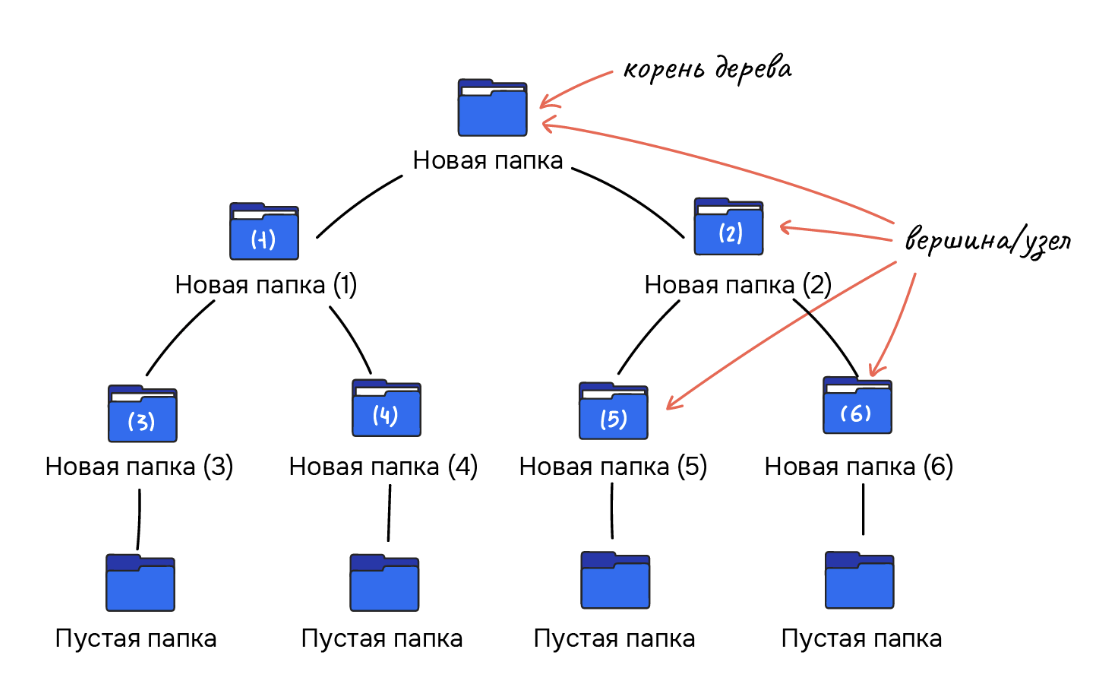 корень дерева
Новая папка
(1)
(2)
вершина/узел
Новая папка (1)
Новая папка (2)
(3)
(4)
(5)
(6)
Новая папка (3)
Новая папка (4)
Новая папка (5)
Новая папка (6)
Пустая папка
Пустая папка
Пустая папка
Пустая папка